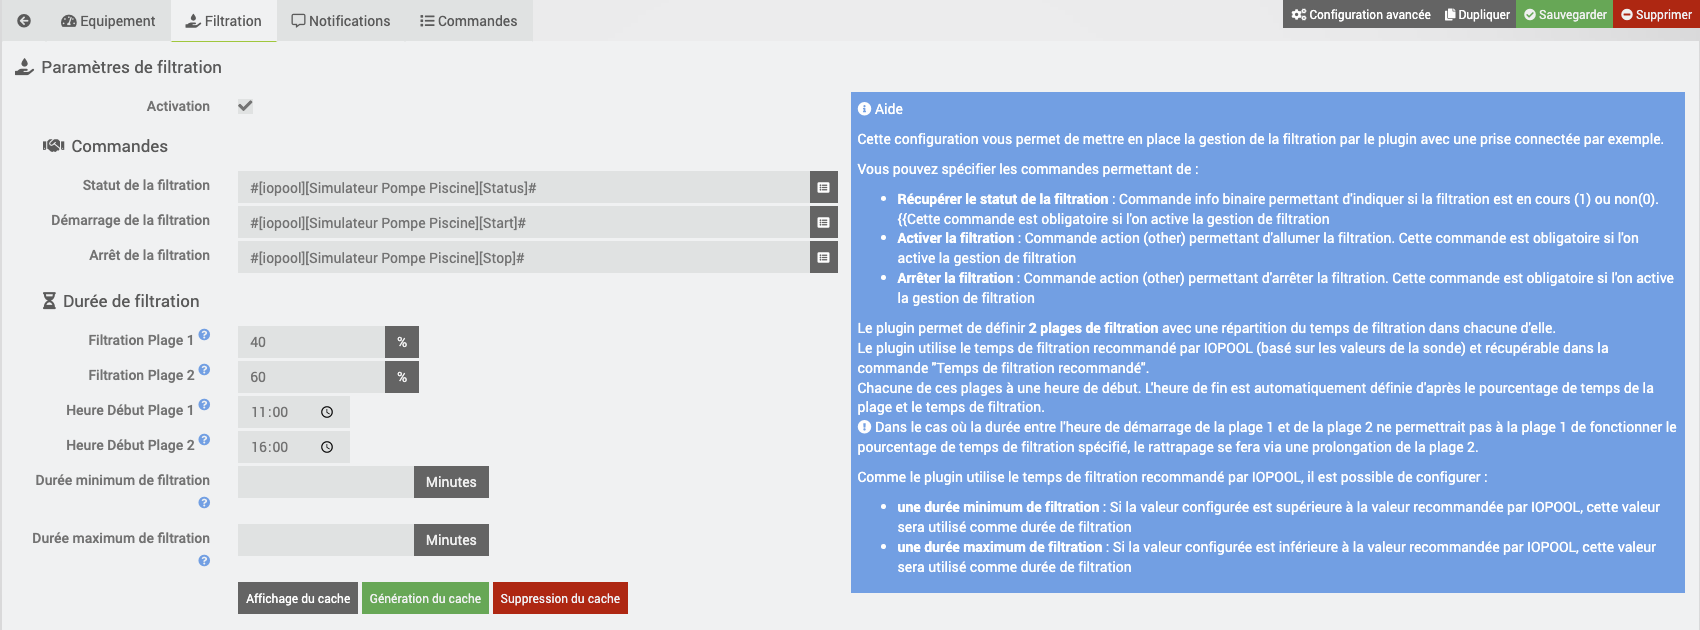 Equipement
Filtration
Notifications
Commandes
Configuration avancée
Dupliquer
Sauvegarder
Supprimer
Paramètres de filtration
Activation
Commandes
Statut de la filtration
#[iopool][Simulateur Pompe Piscine][Status]#
Démarrage de la filtration
#[iopool][Simulateur Pompe Piscine][Start]#
Arrêt de la filtration
#[iopool][Simulateur Pompe Piscine][Stop]#
Durée de filtration
Filtration Plage 1 ?
40 %
Filtration Plage 2 ?
60 %
Heure Début Plage 1 ?
11:00
Heure Début Plage 2 ?
16:00
Durée minimum de filtration
?
Minutes
Durée maximum de filtration
?
Minutes
Affichage du cache
Génération du cache
Suppression du cache
Aide
Cette configuration vous permet de mettre en place la gestion de la filtration par le plugin avec une prise connectée par exemple.
Vous pouvez spécifier les commandes permettant de :
• Récupérer le statut de la filtration : Commande info binaire permettant d'indiquer si la filtration est en cours (1) ou non(0).
{{Cette commande est obligatoire si l'on active la gestion de filtration
• Activer la filtration : Commande action (other) permettant d'allumer la filtration. Cette commande est obligatoire si l'on
active la gestion de filtration
• Arrêter la filtration : Commande action (other) permettant d'arrêter la filtration. Cette commande est obligatoire si l'on active
la gestion de filtration
Le plugin permet de définir 2 plages de filtration avec une répartition du temps de filtration dans chacune d'elle.
Le plugin utilise le temps de filtration recommandé par IOPOOL (basé sur les valeurs de la sonde) et récupérable dans la
commande "Temps de filtration recommandé".
Chacune de ces plages à une heure de début. L'heure de fin est automatiquement définie d'après le pourcentage de temps de la
plage et le temps de filtration.
Dans le cas où la durée entre l'heure de démarrage de la plage 1 et de la plage 2 ne permettrait pas à la plage 1 de fonctionner le
pourcentage de temps de filtration spécifié, le rattrapage se fera via une prolongation de la plage 2.
Comme le plugin utilise le temps de filtration recommandé par IOPOOL, il est possible de configurer :
• une durée minimum de filtration : Si la valeur configurée est supérieure à la valeur recommandée par IOPOOL, cette valeur
sera utilisé comme durée de filtration
• une durée maximum de filtration : Si la valeur configurée est inférieure à la valeur recommandée par IOPOOL, cette valeur
sera utilisé comme durée de filtration